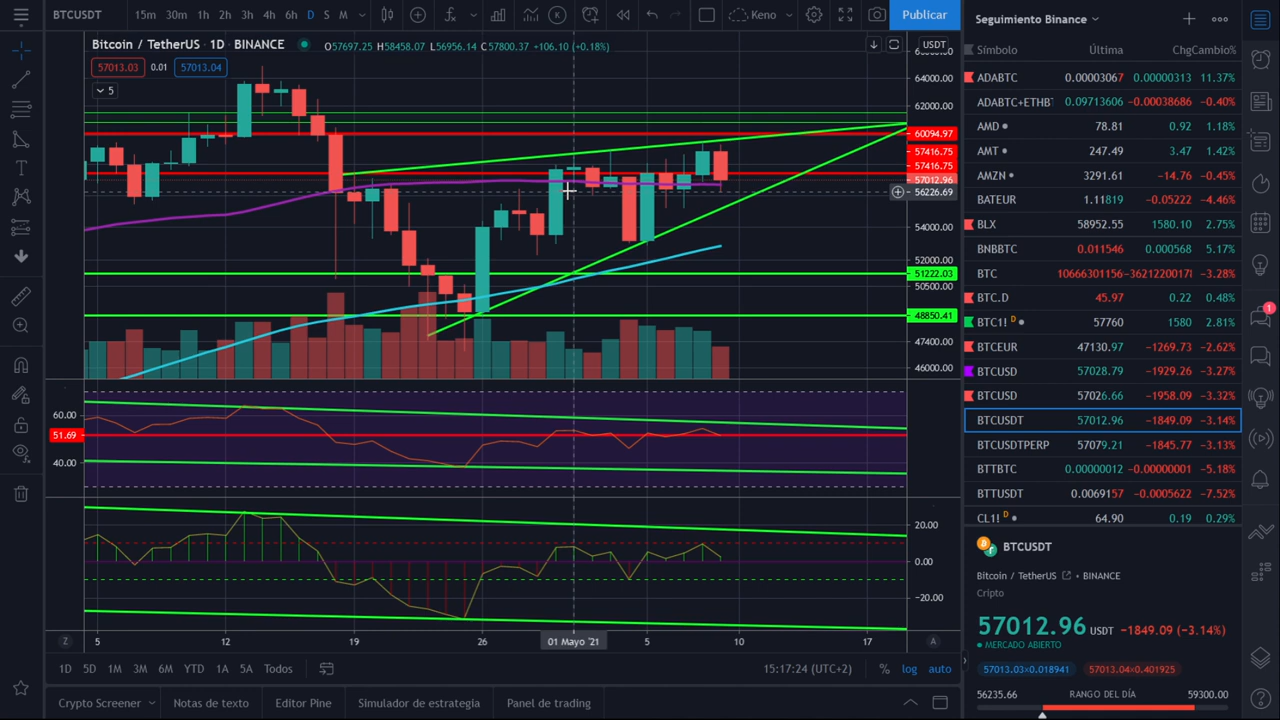 BTCUSDT 15m 30m 1h 2h 3h 4h 6h D S M Keno Publicar
Bitcoin / TetherUS · 1D · BINANCE O57697.25 H58458.07 L56956.14 C57800.37 +106.10 (+0.18%)
57013.03 0.01 57013.04
5
USDT
64000.00
62000.00
60094.97
57416.75
57416.75
57012.96
56226.69
54000.00
52000.00
51222.03
50500.00
48850.41
47400.00
46000.00
60.00
51.69
40.00
20.00
0.00
−20.00
Z 5 12 19 26 01 Mayo '21 5 10 17 A
1D 5D 1M 3M 6M YTD 1A 5A Todos 15:17:24 (UTC+2) % log auto
Crypto Screener Notas de texto Editor Pine Simulador de estrategia Panel de trading
Seguimiento Binance
Símbolo Última Chg Cambio%
ADABTC 0.00003067 0.00000313 11.37%
ADABTC+ETHBT 0.09713606 −0.00038686 −0.40%
AMD 78.81 0.92 1.18%
AMT 247.49 3.47 1.42%
AMZN 3291.61 −14.76 −0.45%
BATEUR 1.11819 −0.05222 −4.46%
BLX 58952.55 1580.10 2.75%
BNBBTC 0.011546 0.000568 5.17%
BTC 10666301156 −3621220017 −3.28%
BTC.D 45.97 0.22 0.48%
BTC1! D 57760 1580 2.81%
BTCEUR 47130.97 −1269.73 −2.62%
BTCUSD 57028.79 −1929.26 −3.27%
BTCUSD 57026.66 −1958.09 −3.32%
BTCUSDT 57012.96 −1849.09 −3.14%
BTCUSDTPERP 57079.21 −1845.77 −3.13%
BTTBTC 0.00000012 −0.00000001 −5.18%
BTTUSDT 0.0069157 −0.0005622 −7.52%
CL1! D 64.90 0.19 0.29%
BTCUSDT
Bitcoin / TetherUS • BINANCE
Cripto
57012.96 USDT −1849.09 (−3.14%)
MERCADO ABIERTO
57013.03×0.018941 57013.04×0.401925
56235.66 RANGO DEL DÍA 59300.00
1